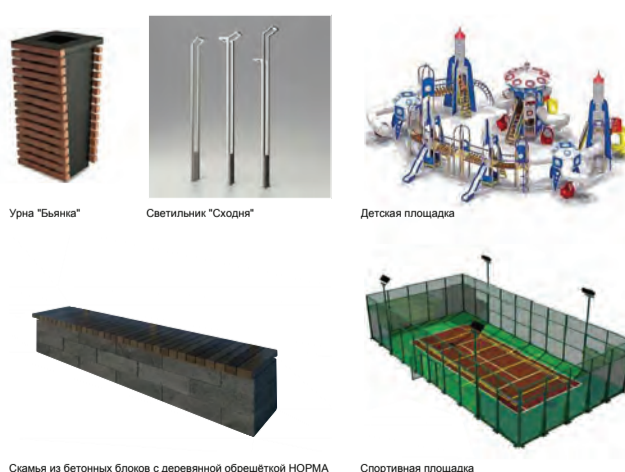 Урна "Бьянка"
Светильник "Сходня"
Детская площадка
Скамья из бетонных блоков с деревянной обрешёткой НОРМА
Спортивная площадка